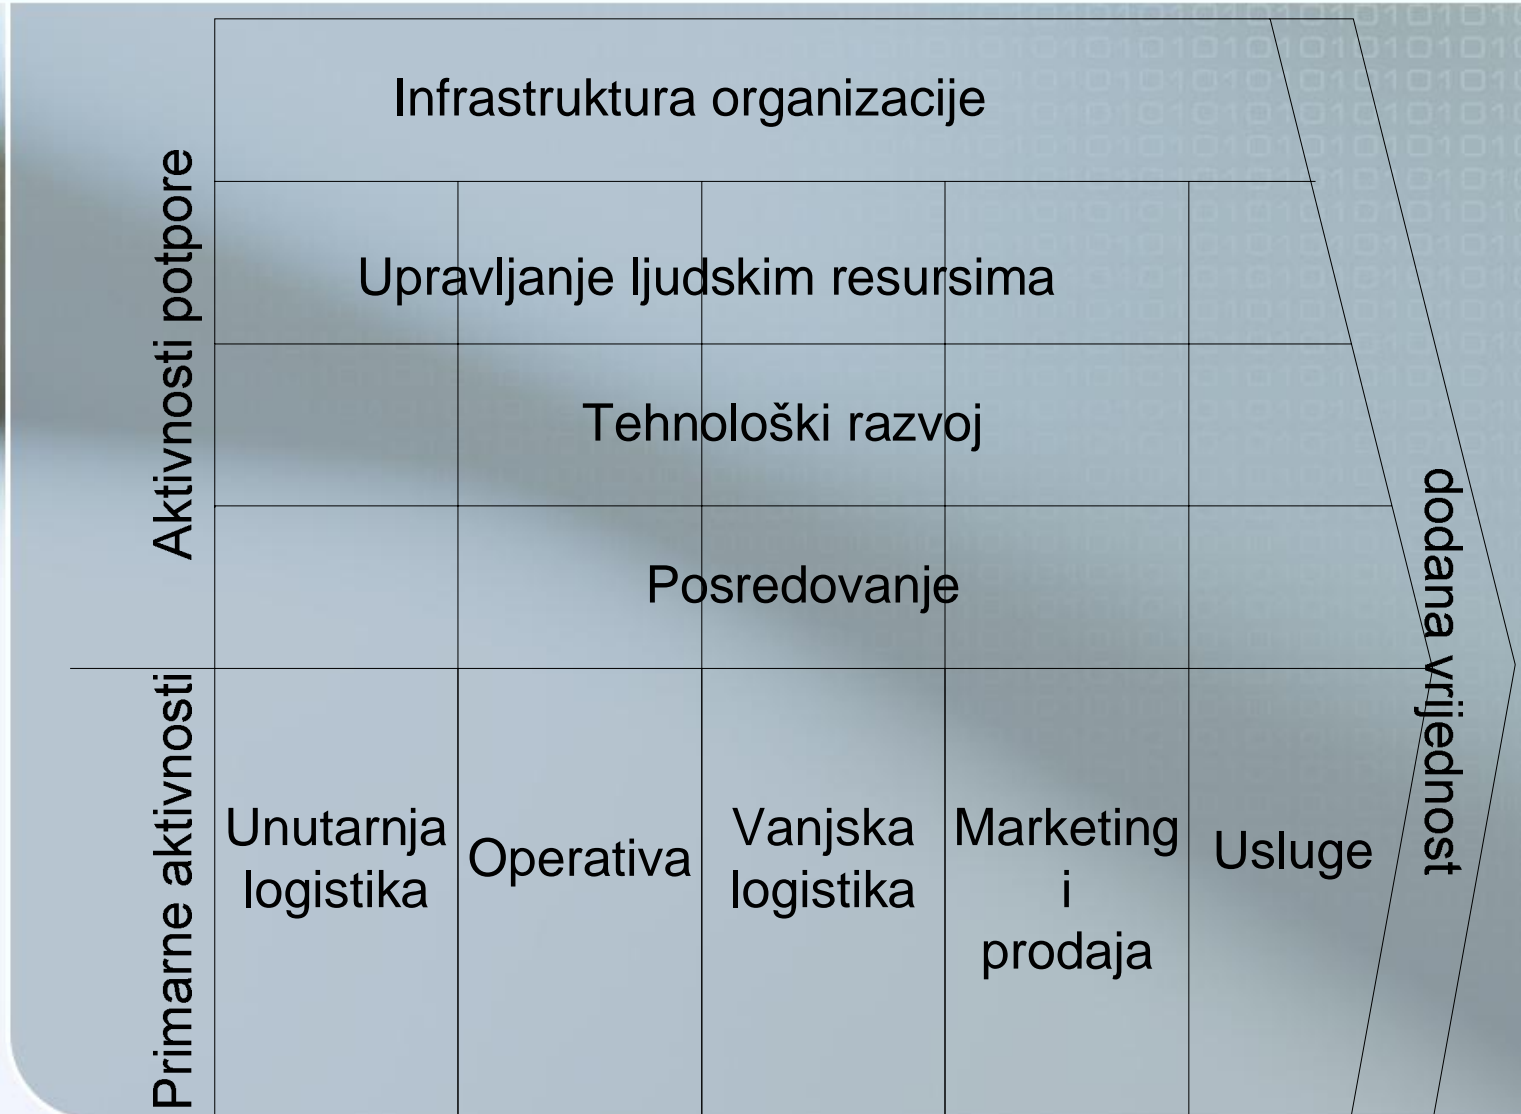 Aktivnosti potpore
Infrastruktura organizacije
Upravljanje ljudskim resursima
Tehnološki razvoj
Posredovanje
Primarne aktivnosti
Unutarnja
logistika
Operativa
Vanjska
logistika
Marketing
i
prodaja
Usluge
dodana vrijednost